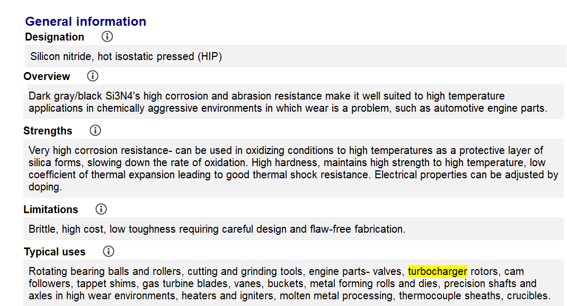 General information
Designation
Silicon nitride, hot isostatic pressed (HIP)
Overview
Dark gray/black Si3N4's high corrosion and abrasion resistance make it well suited to high temperature
applications in chemically aggressive environments in which wear is a problem, such as automotive engine parts.
Strengths
Very high corrosion resistance- can be used in oxidizing conditions to high temperatures as a protective layer of
silica forms, slowing down the rate of oxidation. High hardness, maintains high strength to high temperature, low
coefficient of thermal expansion leading to good thermal shock resistance. Electrical properties can be adjusted by
doping.
Limitations
Brittle, high cost, low toughness requiring careful design and flaw-free fabrication.
Typical uses
Rotating bearing balls and rollers, cutting and grinding tools, engine parts- valves, turbocharger rotors, cam
followers, tappet shims, gas turbine blades, vanes, buckets, metal forming rolls and dies, precision shafts and
axles in high wear environments, heaters and igniters, molten metal processing, thermocouple sheaths, crucibles.